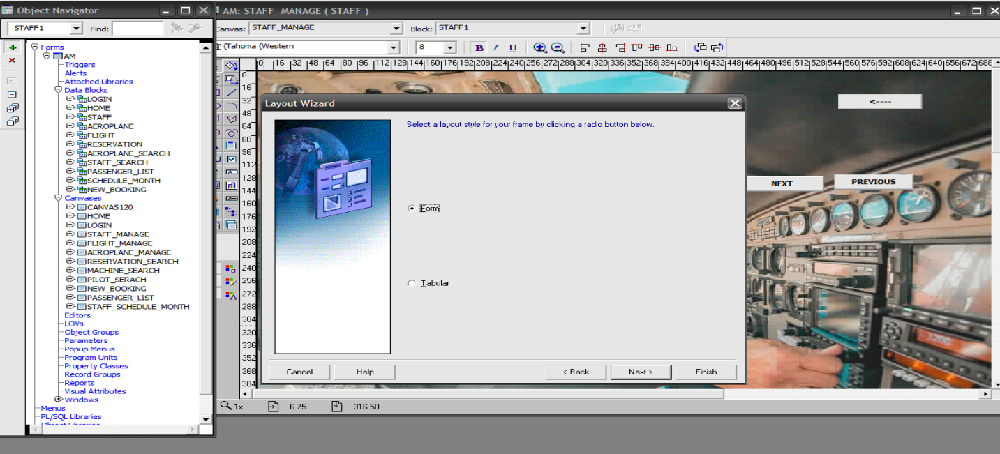 Object Navigator
STAFF1 Find:
Forms
AM
Triggers
Alerts
Attached Libraries
Data Blocks
LOGIN
HOME
STAFF
AEROPLANE
FLIGHT
RESERVATION
AEROPLANE_SEARCH
STAFF_SEARCH
PASSENGER_LIST
SCHEDULE_MONTH
NEW_BOOKING
Canvases
CANVAS120
HOME
LOGIN
STAFF_MANAGE
FLIGHT_MANAGE
AEROPLANE_MANAGE
RESERVATION_SEARCH
MACHINE_SEARCH
PILOT_SERACH
NEW_BOOKING
PASSENGER_LIST
STAFF_SCHEDULE_MONTH
Editors
LOVs
Object Groups
Parameters
Popup Menus
Program Units
Property Classes
Record Groups
Reports
Visual Attributes
Windows
Menus
PL/SQL Libraries
AM: STAFF_MANAGE ( STAFF )
Canvas: STAFF_MANAGE Block: STAFF1
(Tahoma (Western 8 B I U
0 16 32 48 64 80 96 112 128 144 160 176 192 208 224 240 256 272 288 304 320 336 352 368 384 400 416 432 448 464 480 496 512 528 544 560 576 592 608 624 640 656 672 688
0
16
32
48
64
80
96
112
128
144
160
176
192
208
224
240
256
272
288
304
320
336
352
368
384
<----
NEXT PREVIOUS
1200
Layout Wizard
Select a layout style for your frame by clicking a radio button below.
Form
Tabular
Cancel Help < Back Next > Finish
1x 6.75 316.50